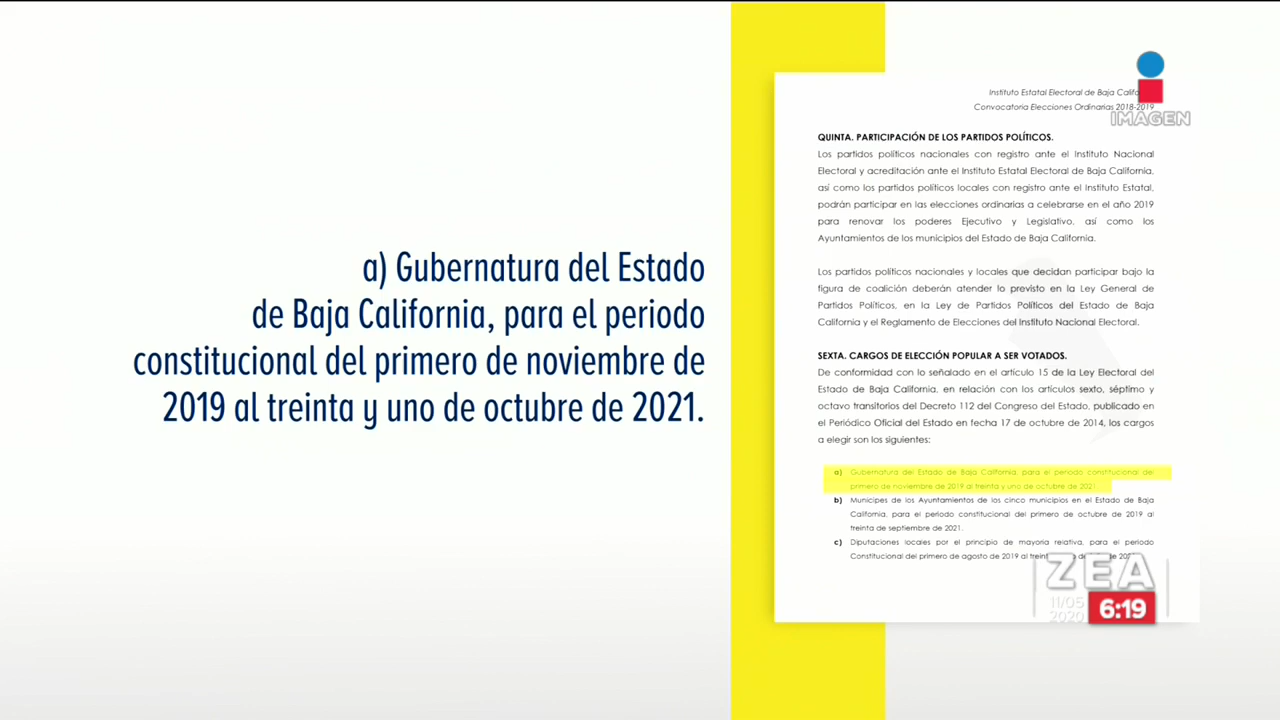 a) Gubernatura del Estado
de Baja California, para el periodo
constitucional del primero de noviembre de
2019 al treinta y uno de octubre de 2021.
IMAGEN
Instituto Estatal Electoral de Baja
Convocatoria Elecciones Ordinarias 2018-2019
QUINTA. PARTICIPACIÓN DE LOS PARTIDOS POLÍTICOS.
Los partidos políticos nacionales con registro ante el Instituto Nacional
Electoral y acreditación ante el Instituto Estatal Electoral de Baja California,
así como los partidos políticos locales con registro ante el Instituto Estatal,
podrán participar en las elecciones ordinarias a celebrarse en el año 2019
para renovar los poderes Ejecutivo y Legislativo, así como los
Ayuntamientos de los municipios del Estado de Baja California.
Los partidos políticos nacionales y locales que decidan participar bajo la
figura de coalición deberán atender lo previsto en la Ley General de
Partidos Políticos, en la Ley de Partidos Políticos del Estado de Baja
California y el Reglamento de Elecciones del Instituto Nacional Electoral.
SEXTA. CARGOS DE ELECCIÓN POPULAR A SER VOTADOS.
De conformidad con lo señalado en el artículo 15 de la Ley Electoral del
Estado de Baja California, en relación con los artículos sexto, séptimo y
octavo transitorios del Decreto 112 del Congreso del Estado, publicado en
el Periódico Oficial del Estado en fecha 17 de octubre de 2014, los cargos
a elegir son los siguientes:
a) Gubernatura del Estado de Baja California, para el periodo constitucional del
primero de noviembre de 2019 al treinta y uno de octubre de 2021.
b) Munícipes de los Ayuntamientos de los cinco municipios en el Estado de Baja
California, para el periodo constitucional del primero de octubre de 2019 al
treinta de septiembre de 2021.
c) Diputaciones locales por el principio de mayoría relativa, para el periodo
Constitucional del primero de agosto de 2019 al
ZEA
11/05
2020
6:19